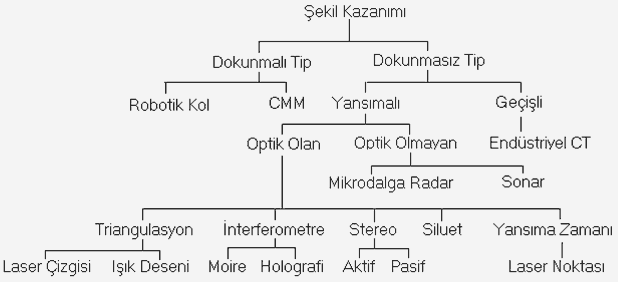 Şekil Kazanımı
Dokunmalı Tip
Dokunmasız Tip
Robotik Kol
CMM
Yansımalı
Geçişli
Optik Olan
Optik Olmayan
Endüstriyel CT
Mikrodalga Radar
Sonar
Triangulasyon
İnterferometre
Stereo
Siluet
Yansıma Zamanı
Laser Çizgisi
Işık Deseni
Moire
Holografi
Aktif
Pasif
Laser Noktası